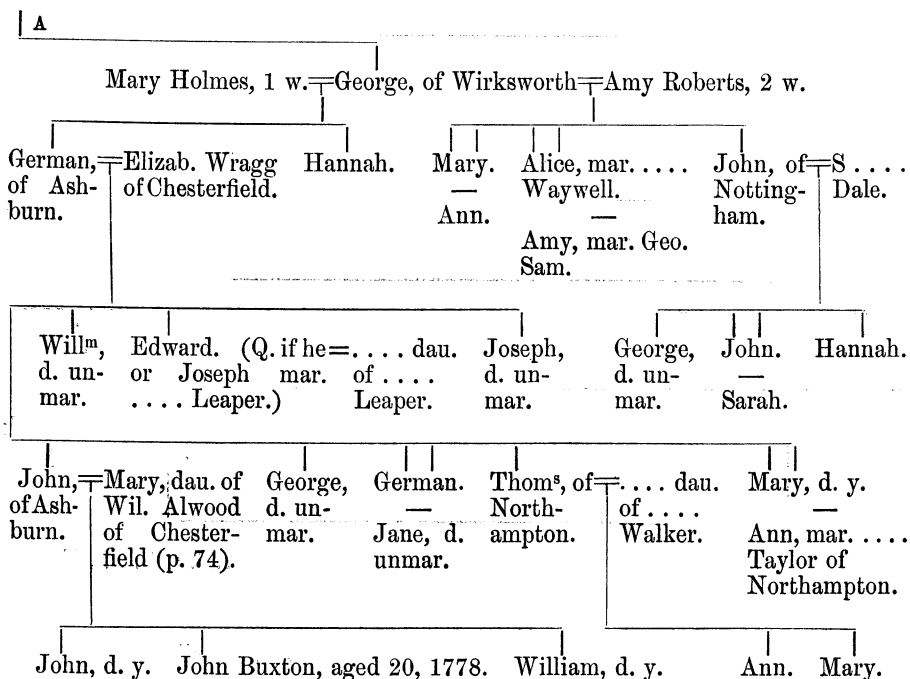 A
Mary Holmes, 1 w.=George, of Wirksworth=Amy Roberts, 2 w.
German,=Elizab. Wragg Hannah. Mary. Alice, mar. . . . . . John, of=S . . . .
of Ash- of Chesterfield. — Waywell. Notting- Dale.
burn. Ann. — ham.
Amy, mar. Geo.
Sam.
Willᵐ, Edward. (Q. if he=. . . . dau. Joseph, George, John. Hannah.
d. un- or Joseph mar. of . . . . d. un- d. un- —
mar. . . . . Leaper.) Leaper. mar. mar. Sarah.
John,=Mary, dau. of George, German. Thomˢ, of=. . . . dau. Mary, d. y.
of Ash- Wil. Alwood d. un- — North- of . . . . —
burn. of Chester- mar. Jane, d. ampton. Walker. Ann, mar. . . . .
field (p. 74). unmar. Taylor of
Northampton.
John, d. y. John Buxton, aged 20, 1778. William, d. y. Ann. Mary.